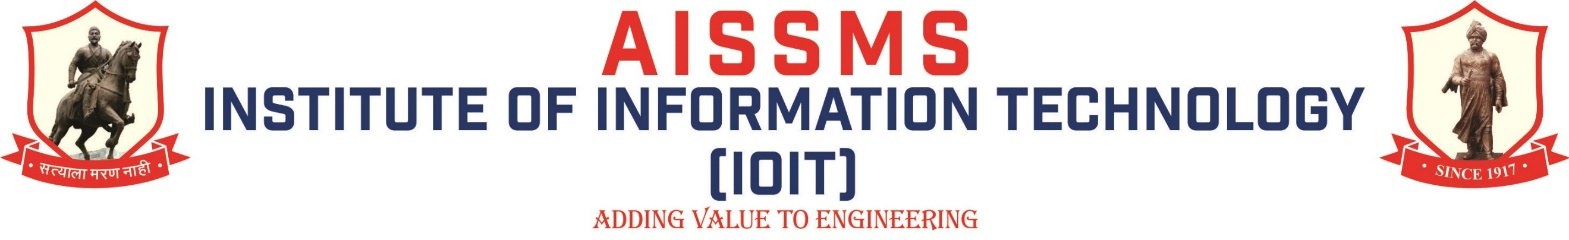 AISSMS
INSTITUTE OF INFORMATION TECHNOLOGY
(IOIT)
ADDING VALUE TO ENGINEERING
• सत्याला मरण नाही •
• SINCE 1917 •